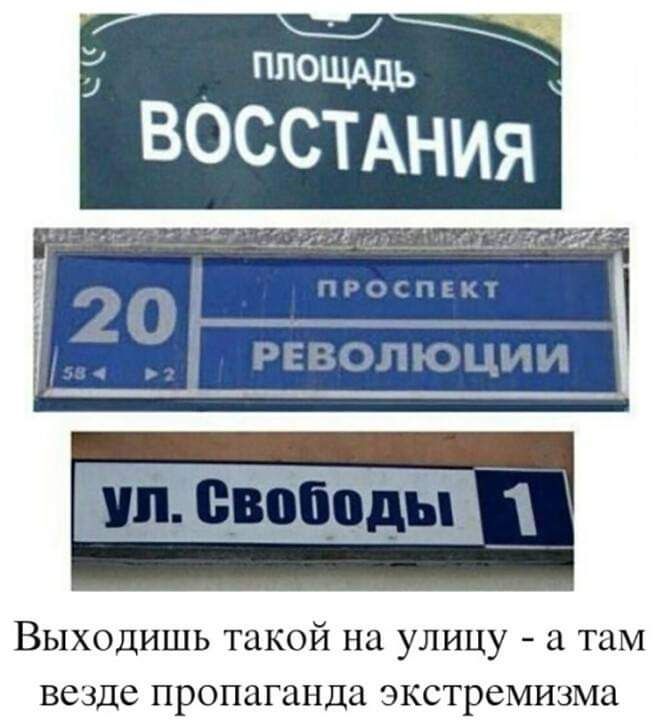 ПЛОЩАДЬ
ВОССТАНИЯ
20
ПРОСПЕКТ
РЕВОЛЮЦИИ
58 ◄ ► 2
ул. Свободы 1
Выходишь такой на улицу - а там
везде пропаганда экстремизма